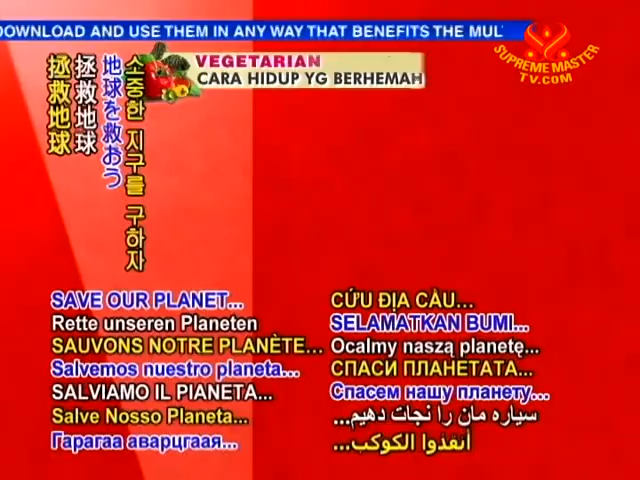 DOWNLOAD AND USE THEM IN ANY WAY THAT BENEFITS THE
SUPREME MASTER
TV.COM
VEGETARIAN
CARA HIDUP YG BERHEMAH
소중한 지구를 구하자
地球を救おう
拯救地球
拯救地球
SAVE OUR PLANET...
Rette unseren Planeten
SAUVONS NOTRE PLANÈTE...
Salvemos nuestro planeta...
SALVIAMO IL PIANETA...
Salve Nosso Planeta...
Гарагаа аварцгаая...
CỨU ĐỊA CẦU...
SELAMATKAN BUMI...
Ocalmy naszą planetę...
СПАСИ ПЛАНЕТАТА...
Спасем нашу планету...
سیاره مان را نجات دهیم...
أنقذوا الكوكب...